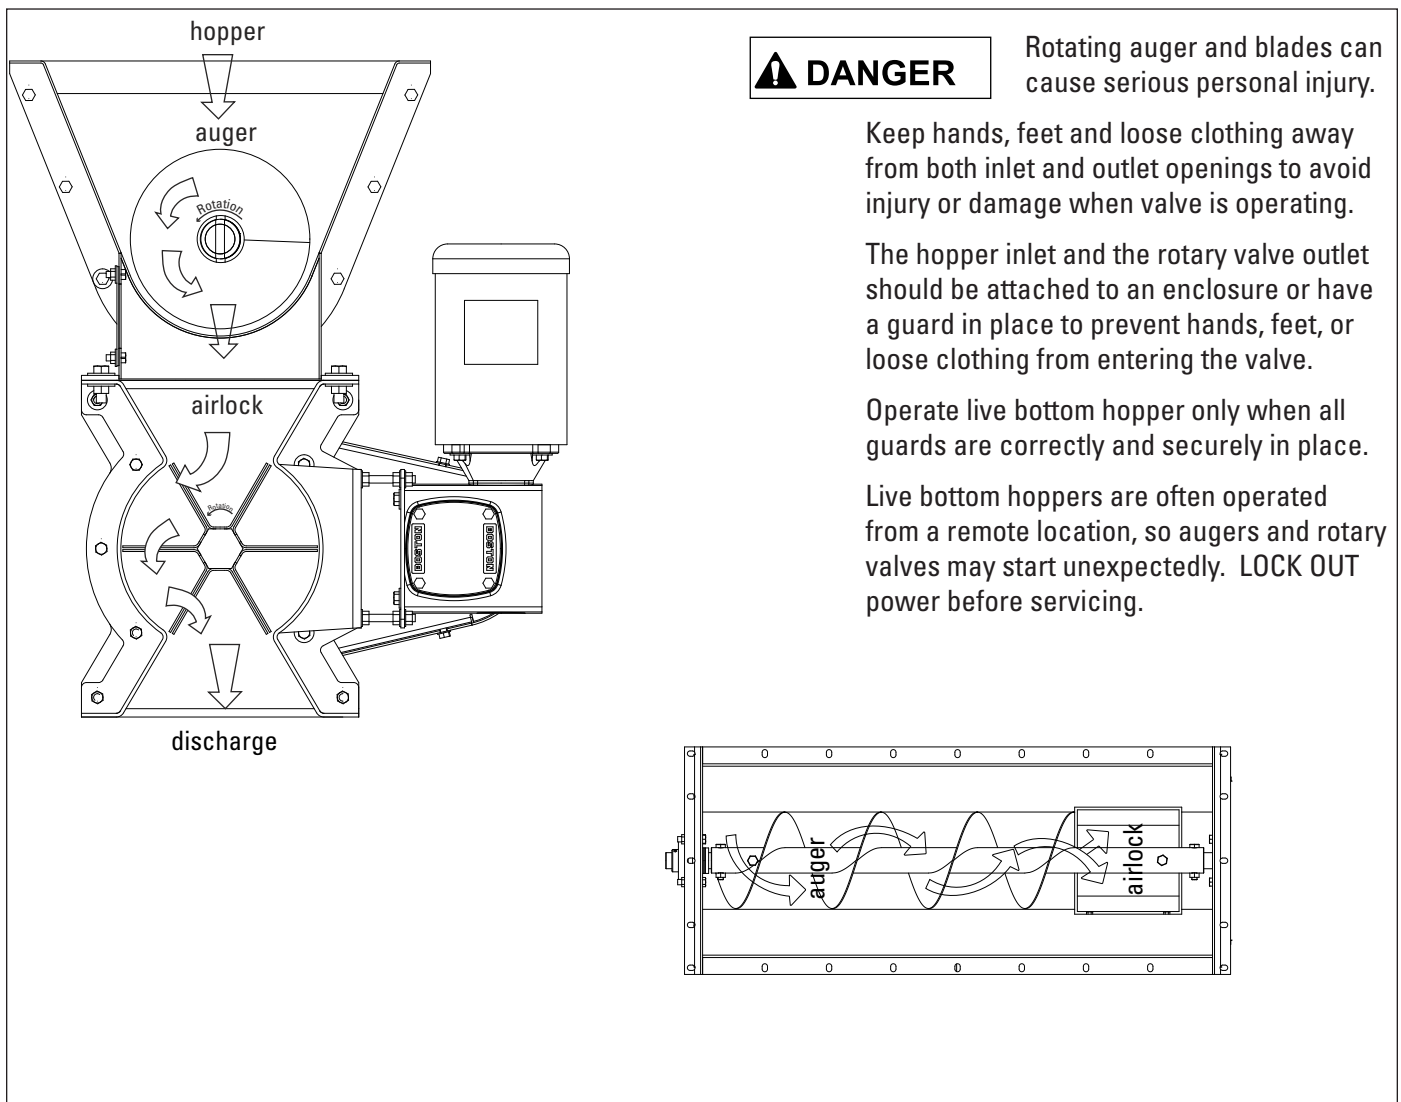 hopper
auger
Rotation
airlock
Rotation
BOSTON
BOSTON
discharge
DANGER
Rotating auger and blades can
cause serious personal injury.
Keep hands, feet and loose clothing away
from both inlet and outlet openings to avoid
injury or damage when valve is operating.
The hopper inlet and the rotary valve outlet
should be attached to an enclosure or have
a guard in place to prevent hands, feet, or
loose clothing from entering the valve.
Operate live bottom hopper only when all
guards are correctly and securely in place.
Live bottom hoppers are often operated
from a remote location, so augers and rotary
valves may start unexpectedly.  LOCK OUT
power before servicing.
auger
airlock